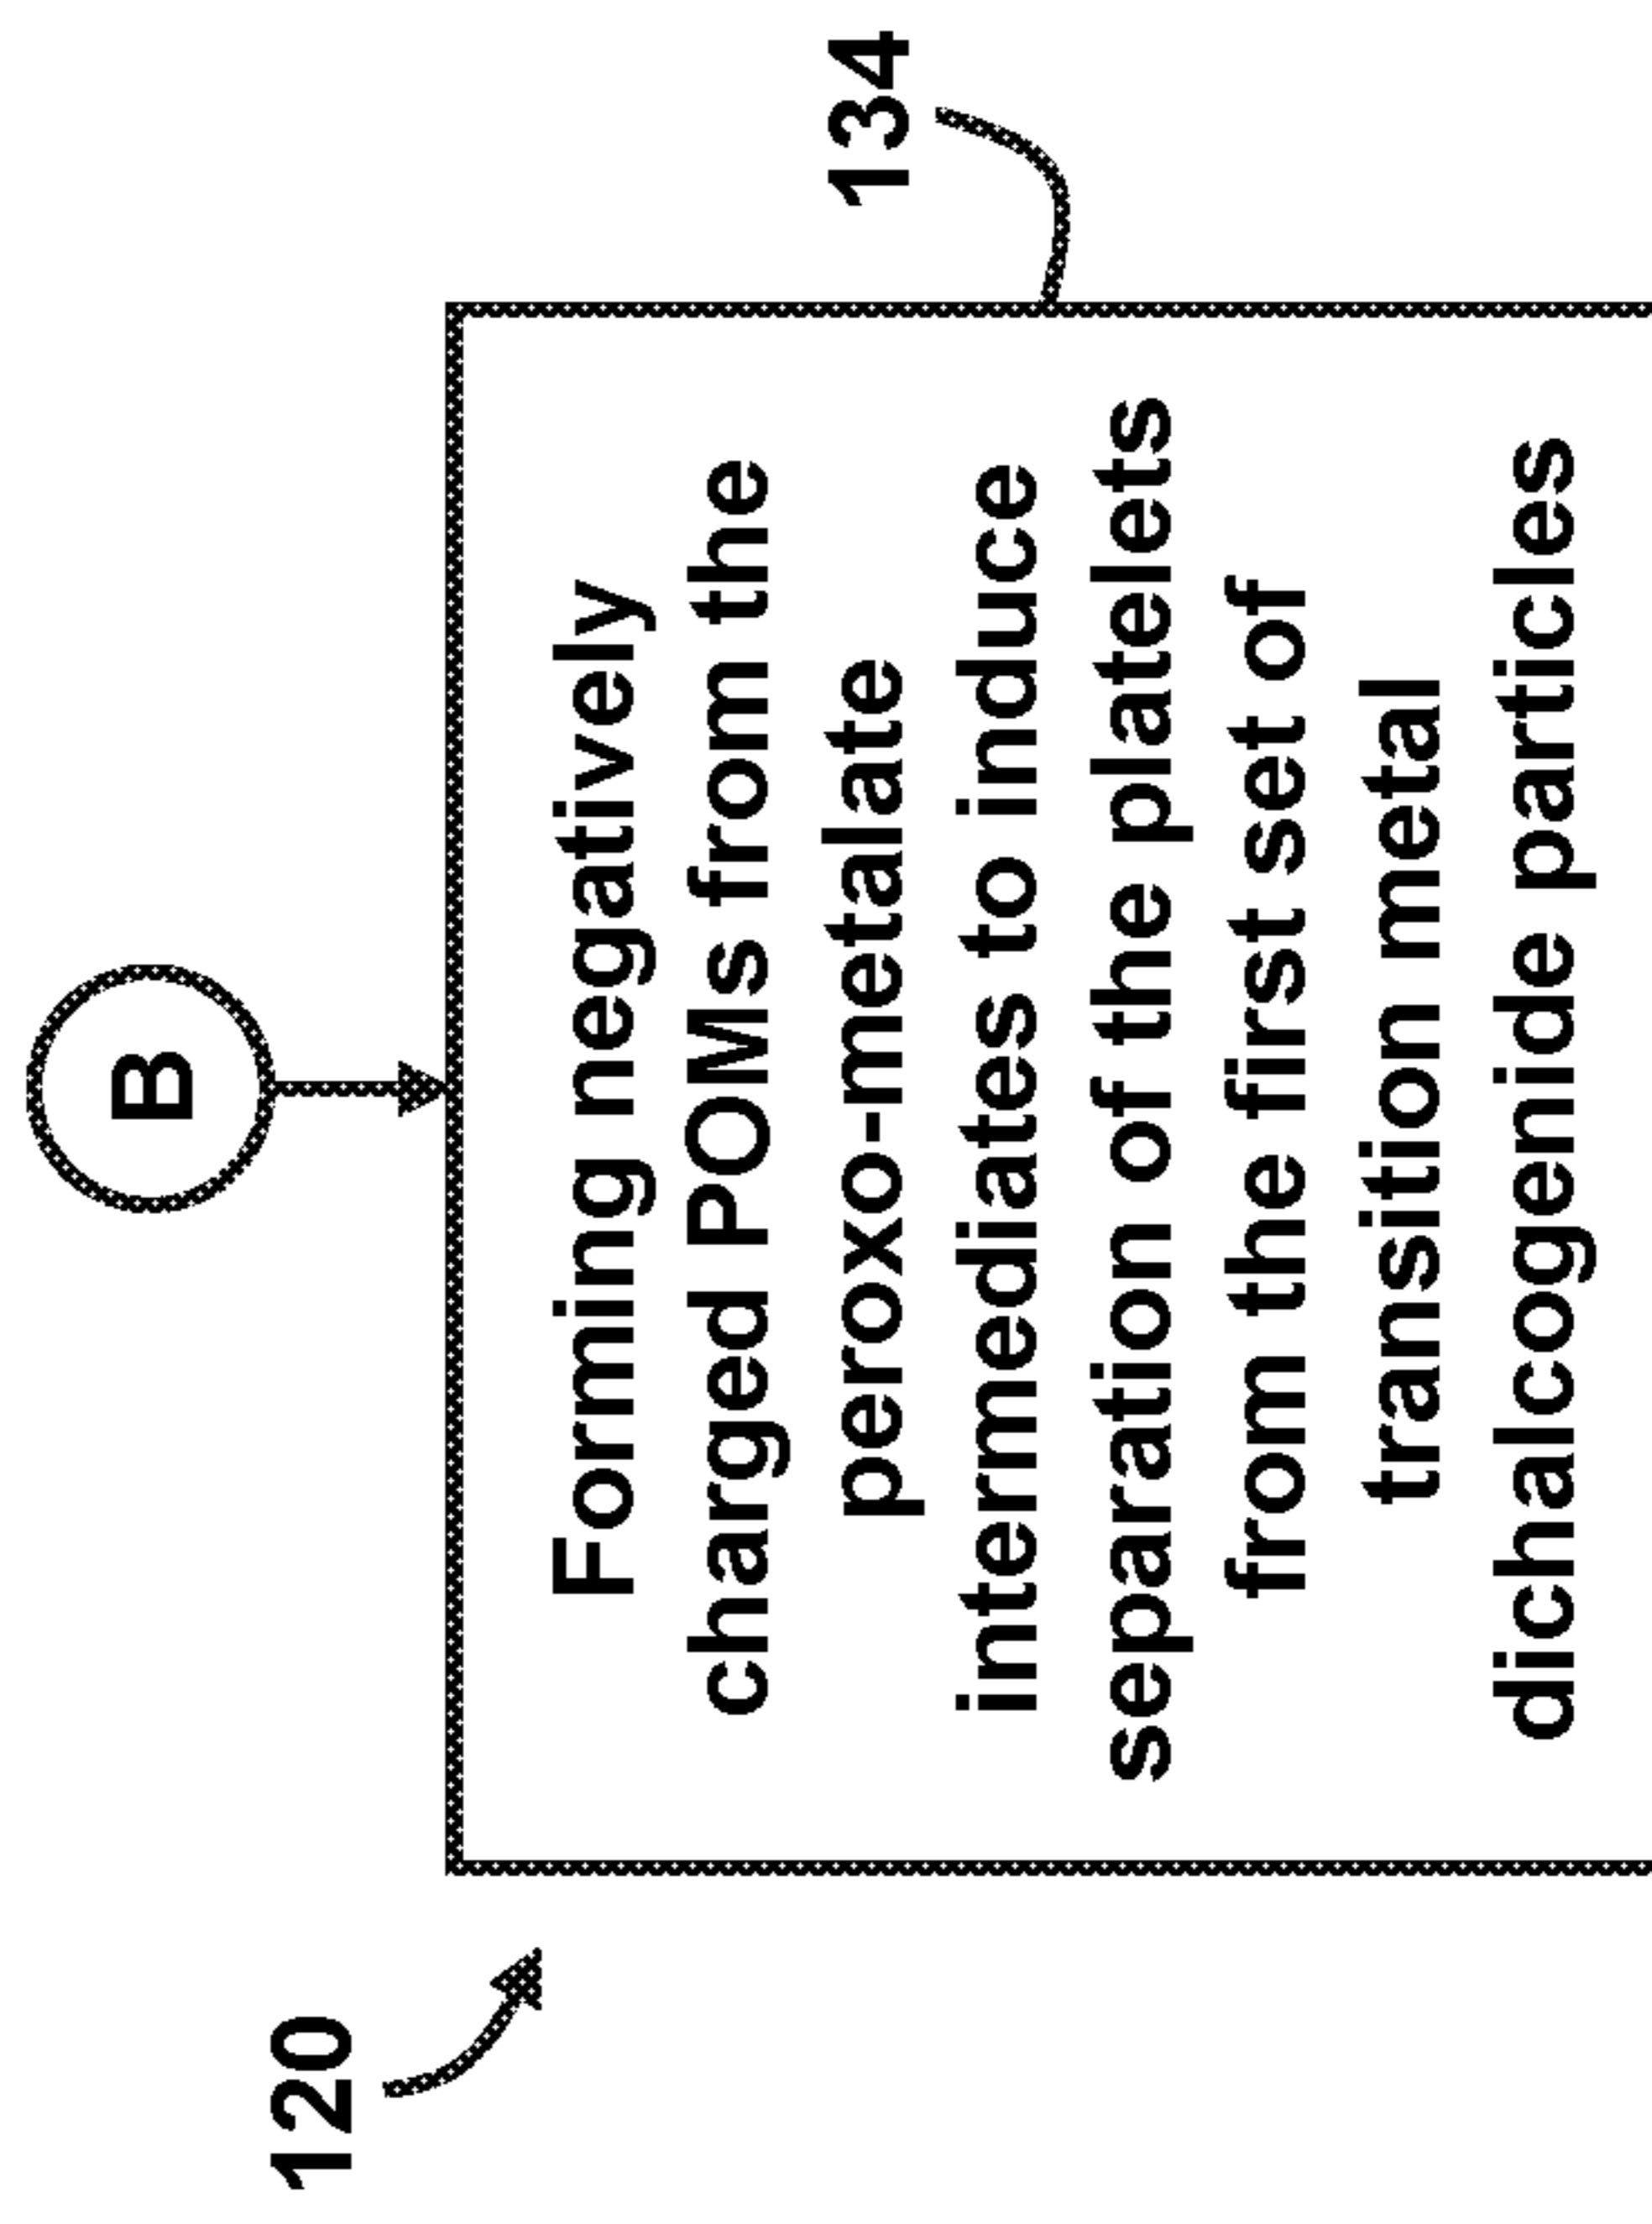 120
B
134
Forming negatively
charged POMs from the
peroxo-metalate
intermediates to induce
separation of the platelets
from the first set of
transition metal
dichalcogenide particles